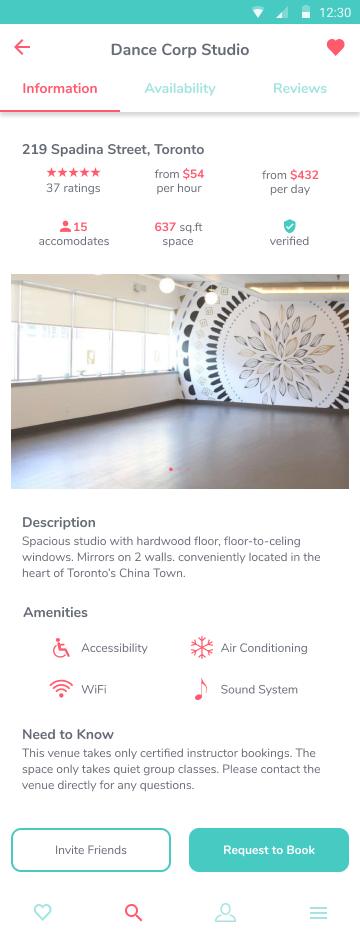 12:30
Dance Corp Studio
Information Availability Reviews
219 Spadina Street, Toronto
37 ratings
from $54
per hour
from $432
per day
15
accomodates
637 sq.ft
space
verified
Description
Spacious studio with hardwood floor, floor-to-celing
windows. Mirrors on 2 walls. conveniently located in the
heart of Toronto's China Town.
Amenities
Accessibility
Air Conditioning
WiFi
Sound System
Need to Know
This venue takes only certified instructor bookings. The
space only takes quiet group classes. Please contact the
venue directly for any questions.
Invite Friends
Request to Book